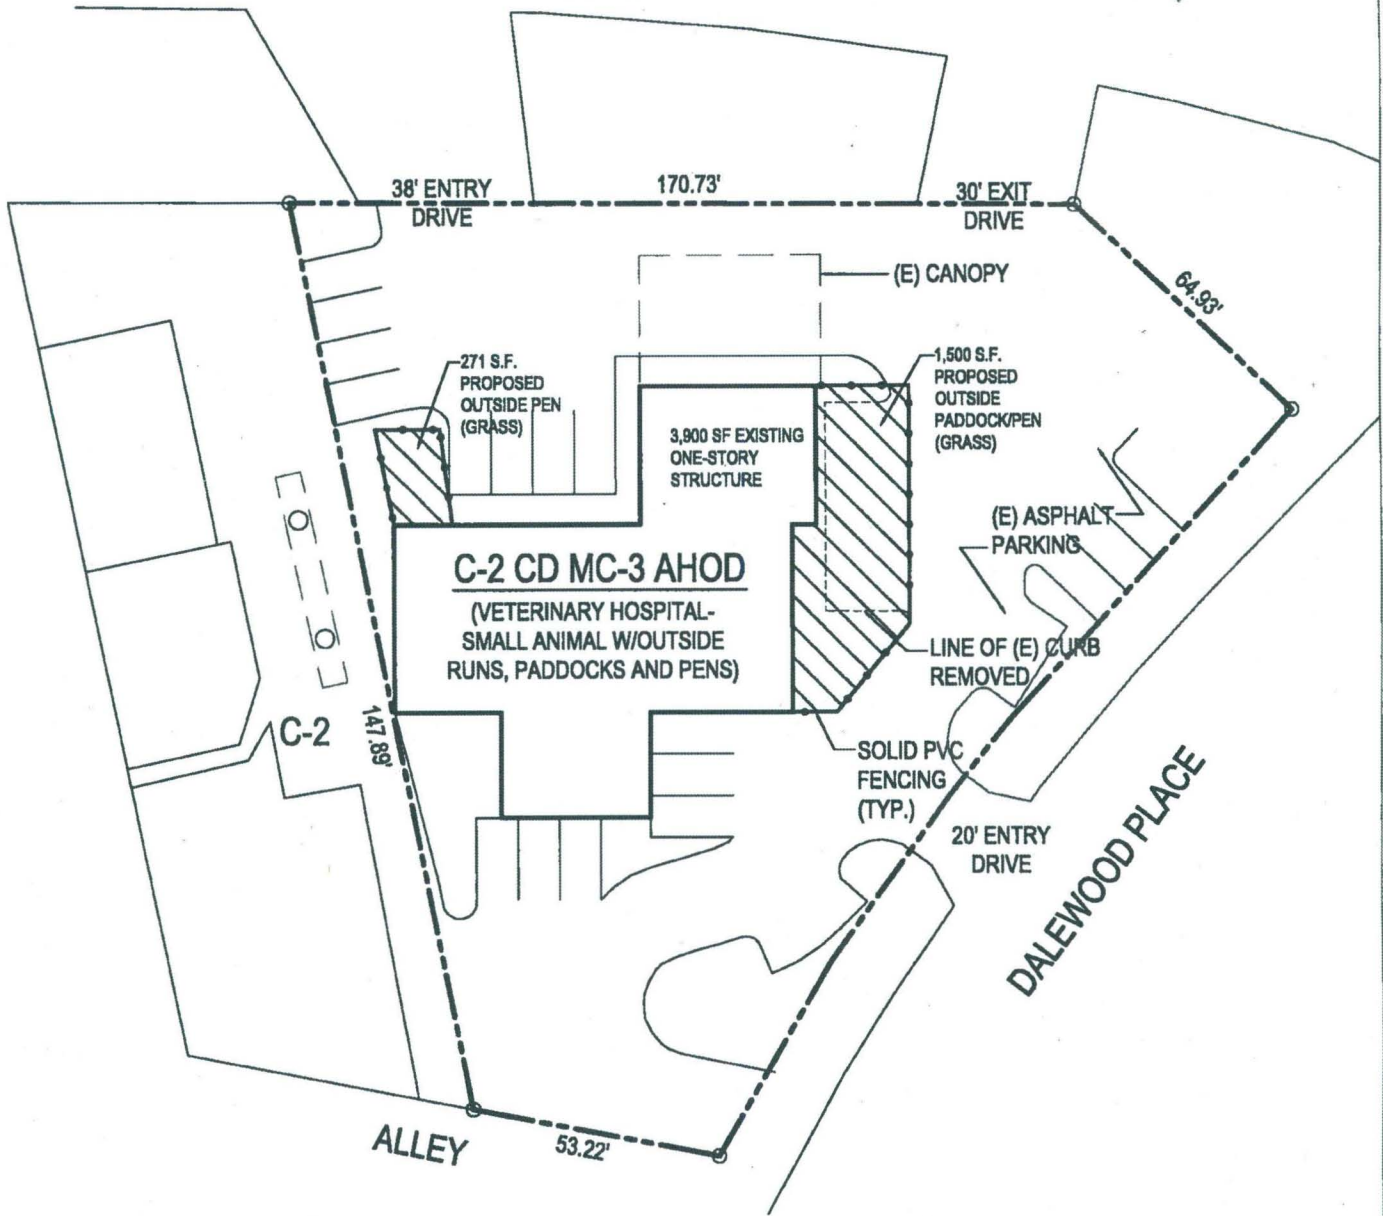 38' ENTRY
DRIVE
170.73'
30' EXIT
DRIVE
(E) CANOPY
64.93'
271 S.F.
PROPOSED
OUTSIDE PEN
(GRASS)
3,900 SF EXISTING
ONE-STORY
STRUCTURE
1,500 S.F.
PROPOSED
OUTSIDE
PADDOCK/PEN
(GRASS)
(E) ASPHALT
PARKING
C-2 CD MC-3 AHOD
(VETERINARY HOSPITAL-
SMALL ANIMAL W/OUTSIDE
RUNS, PADDOCKS AND PENS)
LINE OF (E) CURB
REMOVED
C-2
147.89'
SOLID PVC
FENCING
(TYP.)
20' ENTRY
DRIVE
DALEWOOD PLACE
ALLEY
53.22'